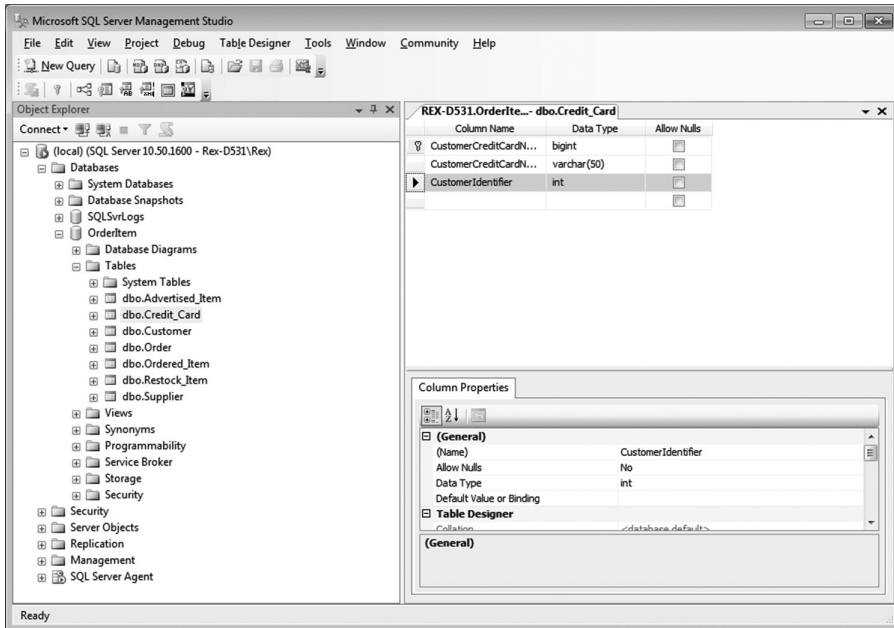 Microsoft SQL Server Management Studio
File Edit View Project Debug Table Designer Tools Window Community Help
New Query
Object Explorer
Connect
(local) (SQL Server 10.50.1600 - Rex-D531\Rex)
Databases
System Databases
Database Snapshots
SQLSvrLogs
OrderItem
Database Diagrams
Tables
System Tables
dbo.Advertised_Item
dbo.Credit_Card
dbo.Customer
dbo.Order
dbo.Ordered_Item
dbo.Restock_Item
dbo.Supplier
Views
Synonyms
Programmability
Service Broker
Storage
Security
Security
Server Objects
Replication
Management
SQL Server Agent
REX-D531.OrderIte...- dbo.Credit_Card
Column Name Data Type Allow Nulls
CustomerCreditCardN... bigint
CustomerCreditCardN... varchar(50)
CustomerIdentifier int
Column Properties
(General)
(Name) CustomerIdentifier
Allow Nulls No
Data Type int
Default Value or Binding
Table Designer
Collation <database default>
(General)
Ready